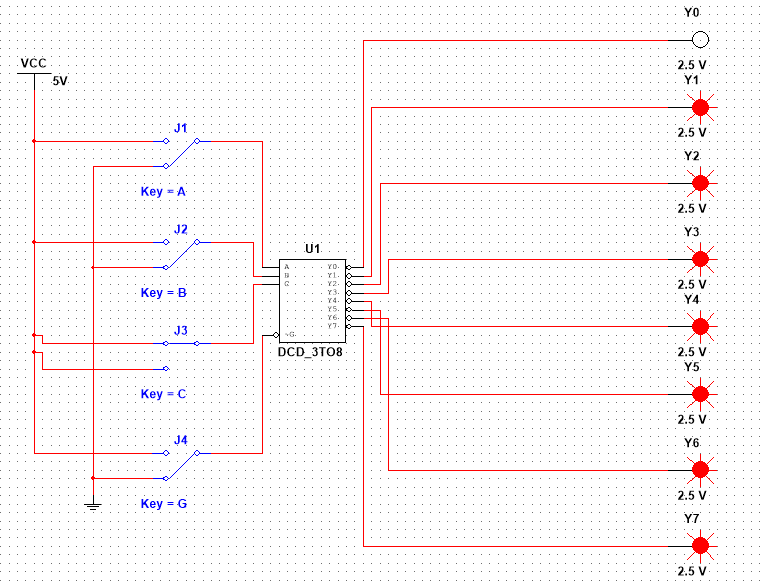 Y0
2.5 V
VCC
5V
Y1
2.5 V
J1
Key = A
Y2
2.5 V
J2
Key = B
Y3
2.5 V
U1
A
B
C
~G
Y0
Y1
Y2
Y3
Y4
Y5
Y6
Y7
DCD_3TO8
J3
Key = C
Y4
2.5 V
Y5
2.5 V
J4
Key = G
Y6
2.5 V
Y7
2.5 V